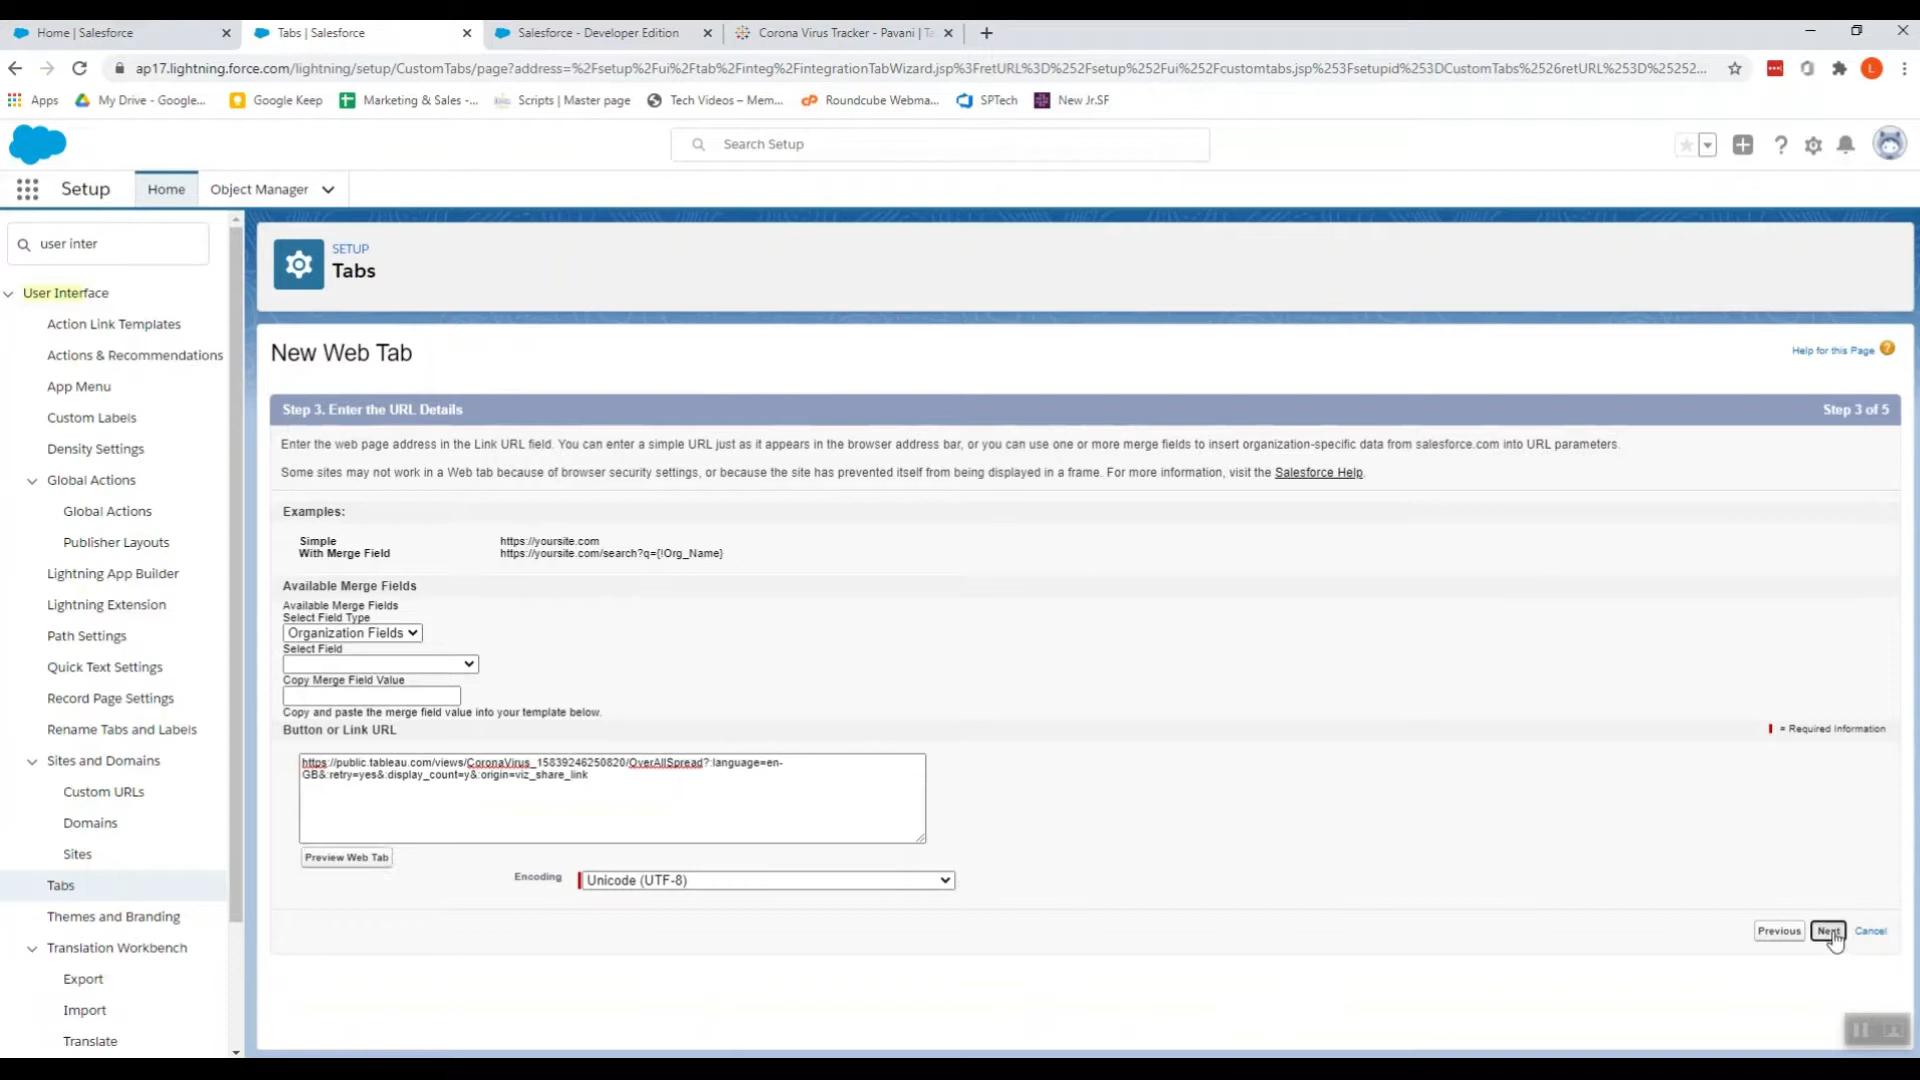 Home | Salesforce
Tabs | Salesforce
Salesforce - Developer Edition
Corona Virus Tracker - Pavani | Ta
ap17.lightning.force.com/lightning/setup/CustomTabs/page?address=%2Fsetup%2Fui%2Ftab%2Finteg%2FintegrationTabWizard.jsp%3FretURL%3D%252Fsetup%252Fui%252Fcustomtabs.jsp%253Fsetupid%253DCustomTabs%2526retURL%253D%25252...
L
Apps
My Drive - Google...
Google Keep
Marketing & Sales -...
Scripts | Master page
Tech Videos – Mem...
Roundcube Webma...
SPTech
New Jr.SF
Search Setup
Setup
Home
Object Manager
user inter
User Interface
Action Link Templates
Actions & Recommendations
App Menu
Custom Labels
Density Settings
Global Actions
Global Actions
Publisher Layouts
Lightning App Builder
Lightning Extension
Path Settings
Quick Text Settings
Record Page Settings
Rename Tabs and Labels
Sites and Domains
Custom URLs
Domains
Sites
Tabs
Themes and Branding
Translation Workbench
Export
Import
Translate
SETUP
Tabs
New Web Tab
Help for this Page
Step 3. Enter the URL Details
Step 3 of 5
Enter the web page address in the Link URL field. You can enter a simple URL just as it appears in the browser address bar, or you can use one or more merge fields to insert organization-specific data from salesforce.com into URL parameters.
Some sites may not work in a Web tab because of browser security settings, or because the site has prevented itself from being displayed in a frame. For more information, visit the Salesforce Help.
Examples:
Simple https://yoursite.com
With Merge Field https://yoursite.com/search?q={!Org_Name}
Available Merge Fields
Available Merge Fields
Select Field Type
Organization Fields
Select Field
Copy Merge Field Value
Copy and paste the merge field value into your template below.
Button or Link URL
= Required Information
https://public.tableau.com/views/CoronaVirus_15839246250820/OverAllSpread?:language=en-
GB&:retry=yes&:display_count=y&:origin=viz_share_link
Preview Web Tab
Encoding
Unicode (UTF-8)
Previous
Next
Cancel